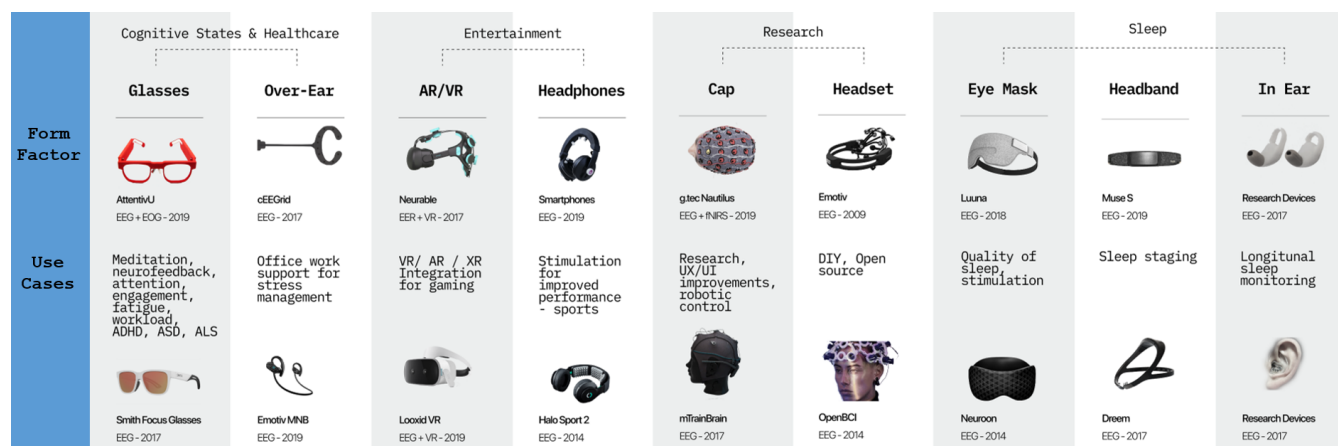 Cognitive States & Healthcare
Entertainment
Research
Sleep
Glasses
Over-Ear
AR/VR
Headphones
Cap
Headset
Eye Mask
Headband
In Ear
Form
Factor
AttentivU
EEG + EOG - 2019
cEEGrid
EEG - 2017
Neurable
EER + VR - 2017
Smartphones
EEG - 2019
g.tec Nautilus
EEG + fNIRS - 2019
Emotiv
EEG - 2009
Luuna
EEG - 2018
Muse S
EEG - 2019
Research Devices
EEG - 2017
Use
Cases
Meditation,
neurofeedback,
attention,
engagement,
fatigue,
workload,
ADHD, ASD, ALS
Office work
support for
stress
management
VR/ AR / XR
Integration
for gaming
Stimulation
for
improved
performance
- sports
Research,
UX/UI
improvements,
robotic
control
DIY, Open
source
Quality of
sleep,
stimulation
Sleep staging
Longitunal
sleep
monitoring
Smith Focus Glasses
EEG - 2017
Emotiv MNB
EEG - 2019
Looxid VR
EEG + VR - 2019
Halo Sport 2
EEG - 2014
mTrainBrain
EEG - 2017
OpenBCI
EEG - 2014
Neuroon
EEG - 2014
Dreem
EEG - 2017
Research Devices
EEG - 2017